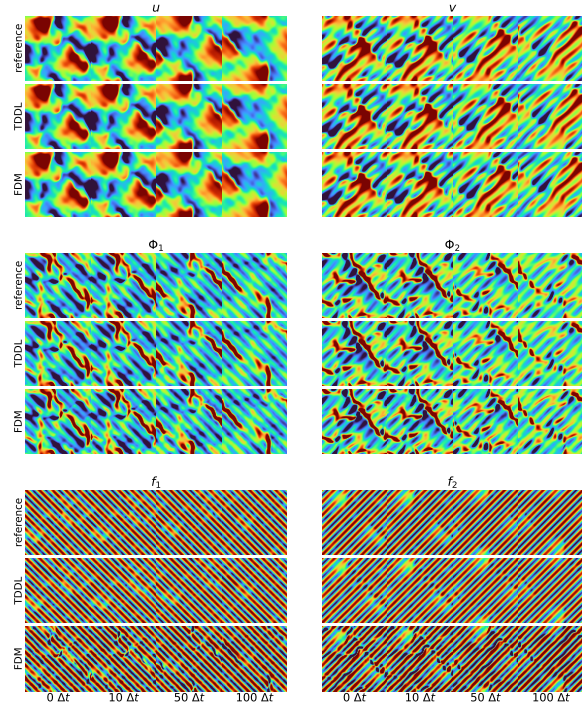 u v
reference
TDDL
FDM
Φ₁ Φ₂
reference
TDDL
FDM
f₁ f₂
reference
TDDL
FDM
0 Δt 10 Δt 50 Δt 100 Δt 0 Δt 10 Δt 50 Δt 100 Δt